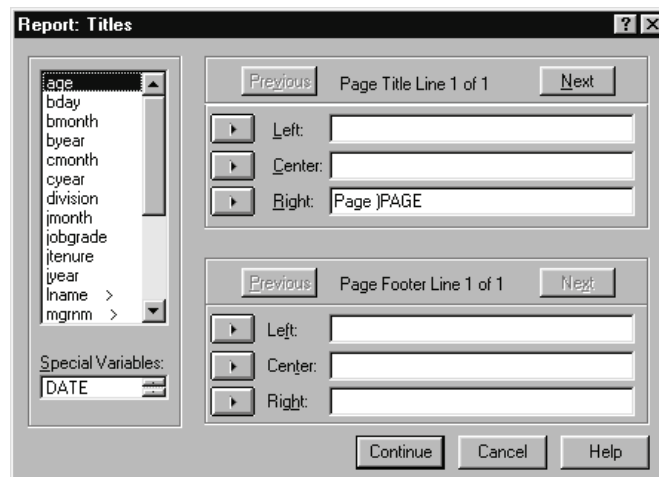 Report: Titles
age
bday
bmonth
byear
cmonth
cyear
division
jmonth
jobgrade
jtenure
jyear
lname >
mgrnm >
Special Variables:
DATE
Previous Page Title Line 1 of 1 Next
Left:
Center:
Right: Page )PAGE
Previous Page Footer Line 1 of 1 Next
Left:
Center:
Right:
Continue Cancel Help